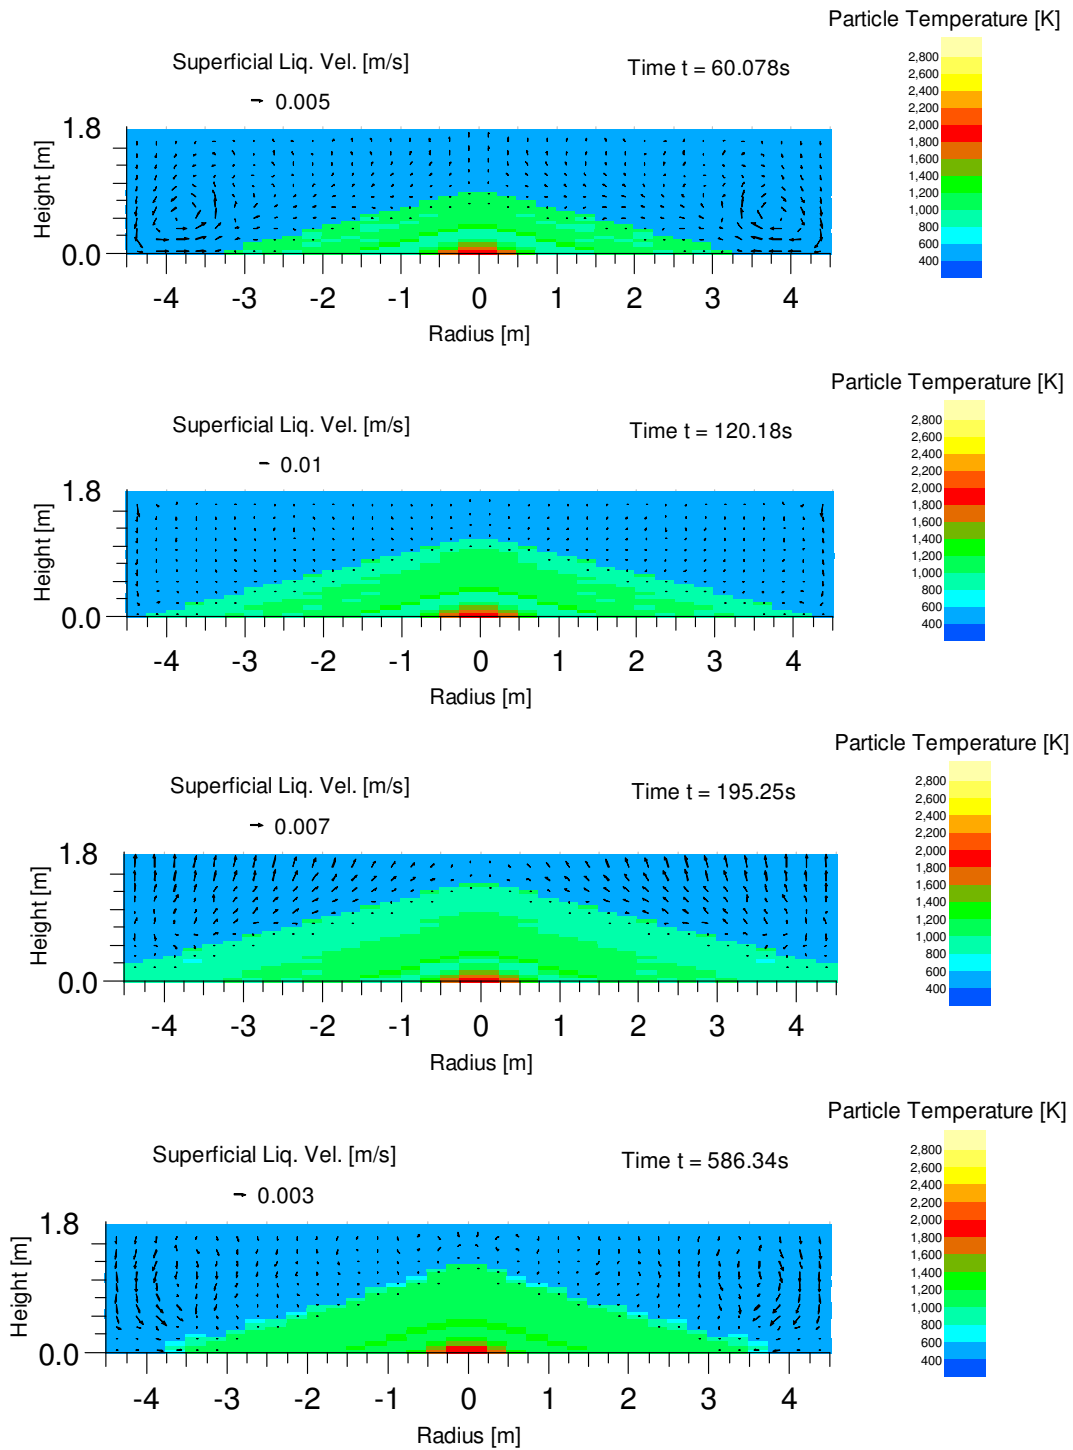 Particle Temperature [K]
Superficial Liq. Vel. [m/s]
Time t = 60.078s
0.005
2,800
2,600
2,400
2,200
2,000
1,800
1,600
1,400
1,200
1,000
800
600
400
1.8
Height [m]
0.0
-4 -3 -2 -1 0 1 2 3 4
Radius [m]
Particle Temperature [K]
Superficial Liq. Vel. [m/s]
Time t = 120.18s
0.01
2,800
2,600
2,400
2,200
2,000
1,800
1,600
1,400
1,200
1,000
800
600
400
1.8
Height [m]
0.0
-4 -3 -2 -1 0 1 2 3 4
Radius [m]
Particle Temperature [K]
Superficial Liq. Vel. [m/s]
Time t = 195.25s
0.007
2,800
2,600
2,400
2,200
2,000
1,800
1,600
1,400
1,200
1,000
800
600
400
1.8
Height [m]
0.0
-4 -3 -2 -1 0 1 2 3 4
Radius [m]
Particle Temperature [K]
Superficial Liq. Vel. [m/s]
Time t = 586.34s
0.003
2,800
2,600
2,400
2,200
2,000
1,800
1,600
1,400
1,200
1,000
800
600
400
1.8
Height [m]
0.0
-4 -3 -2 -1 0 1 2 3 4
Radius [m]